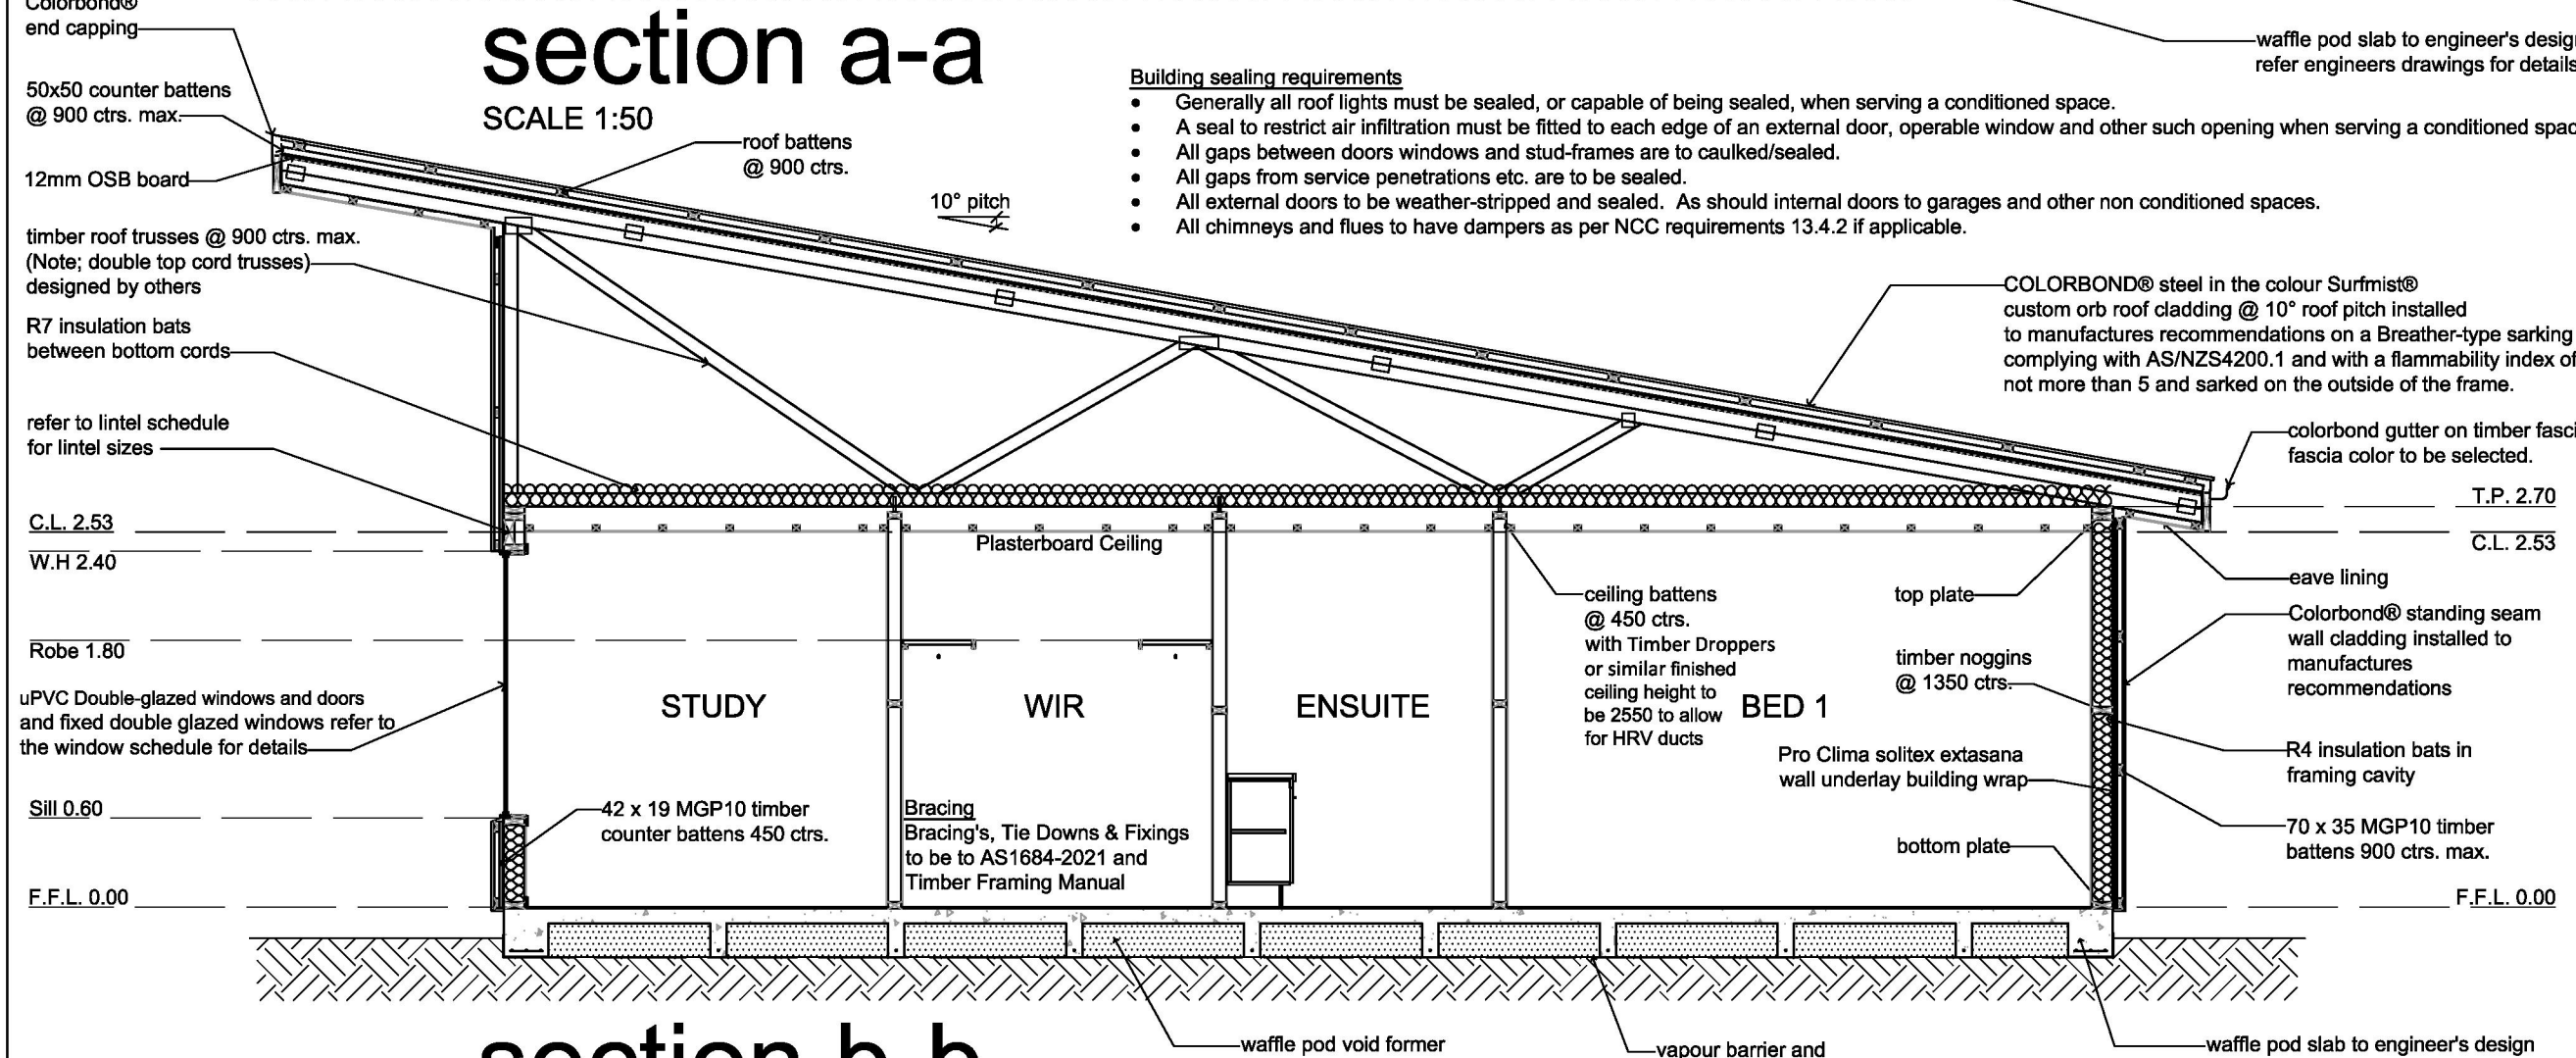 Colorbond®
end capping
50x50 counter battens
@ 900 ctrs. max.
12mm OSB board
timber roof trusses @ 900 ctrs. max.
(Note; double top cord trusses)
designed by others
R7 insulation bats
between bottom cords
refer to lintel schedule
for lintel sizes
C.L. 2.53
W.H 2.40
Robe 1.80
uPVC Double-glazed windows and doors
and fixed double glazed windows refer to
the window schedule for details
Sill 0.60
F.F.L. 0.00
section a-a
SCALE 1:50
roof battens
@ 900 ctrs.
10° pitch
Building sealing requirements
• Generally all roof lights must be sealed, or capable of being sealed, when serving a conditioned space.
• A seal to restrict air infiltration must be fitted to each edge of an external door, operable window and other such opening when serving a conditioned spac
• All gaps between doors windows and stud-frames are to caulked/sealed.
• All gaps from service penetrations etc. are to be sealed.
• All external doors to be weather-stripped and sealed. As should internal doors to garages and other non conditioned spaces.
• All chimneys and flues to have dampers as per NCC requirements 13.4.2 if applicable.
waffle pod slab to engineer's desig
refer engineers drawings for details
COLORBOND® steel in the colour Surfmist®
custom orb roof cladding @ 10° roof pitch installed
to manufactures recommendations on a Breather-type sarking
complying with AS/NZS4200.1 and with a flammability index of
not more than 5 and sarked on the outside of the frame.
colorbond gutter on timber fasci
fascia color to be selected.
T.P. 2.70
C.L. 2.53
eave lining
Colorbond® standing seam
wall cladding installed to
manufactures
recommendations
R4 insulation bats in
framing cavity
70 x 35 MGP10 timber
battens 900 ctrs. max.
F.F.L. 0.00
Plasterboard Ceiling
STUDY
WIR
ENSUITE
BED 1
ceiling battens
@ 450 ctrs.
with Timber Droppers
or similar finished
ceiling height to
be 2550 to allow
for HRV ducts
top plate
timber noggins
@ 1350 ctrs.
Pro Clima solitex extasana
wall underlay building wrap
bottom plate
42 x 19 MGP10 timber
counter battens 450 ctrs.
Bracing
Bracing's, Tie Downs & Fixings
to be to AS1684-2021 and
Timber Framing Manual
section b-b
waffle pod void former
vapour barrier and
waffle pod slab to engineer's design